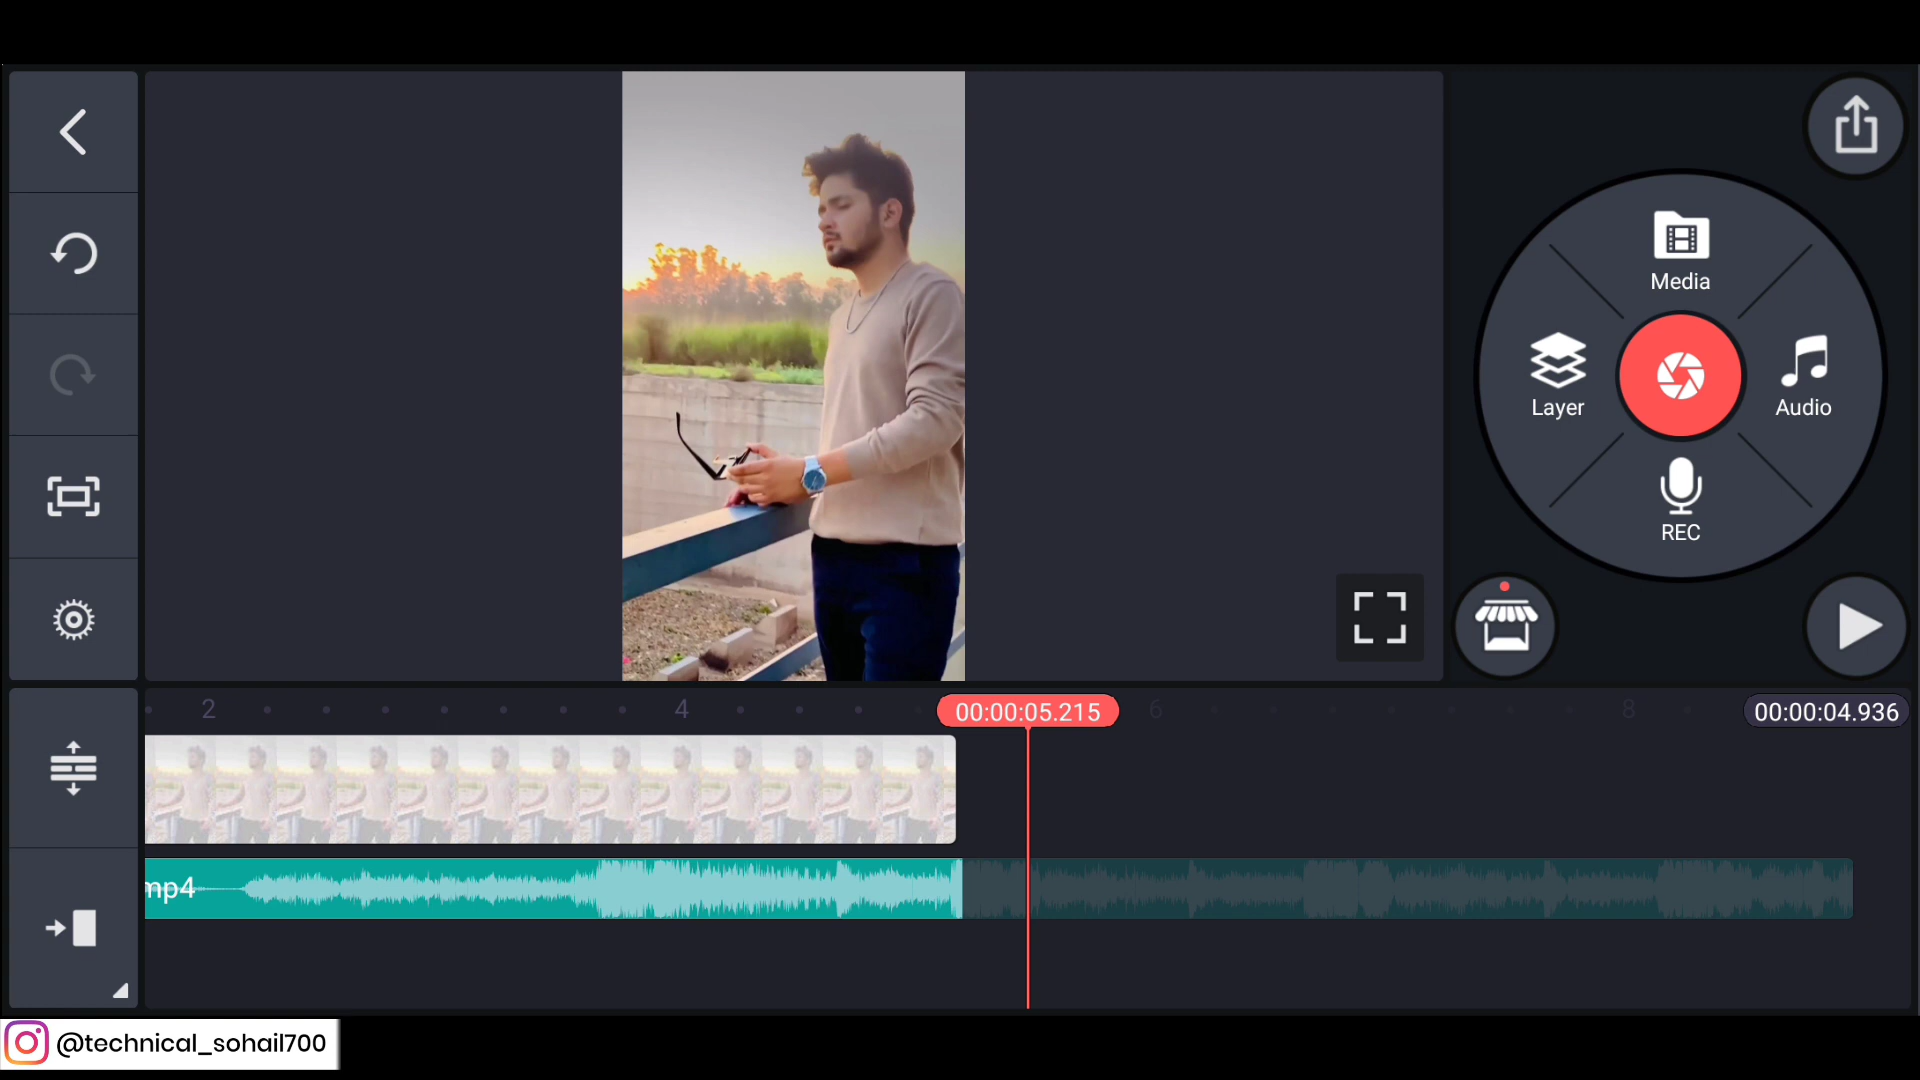 Media
Layer
Audio
REC
2
4
00:00:05.215
6
8
00:00:04.936
mp4
@technical_sohail700